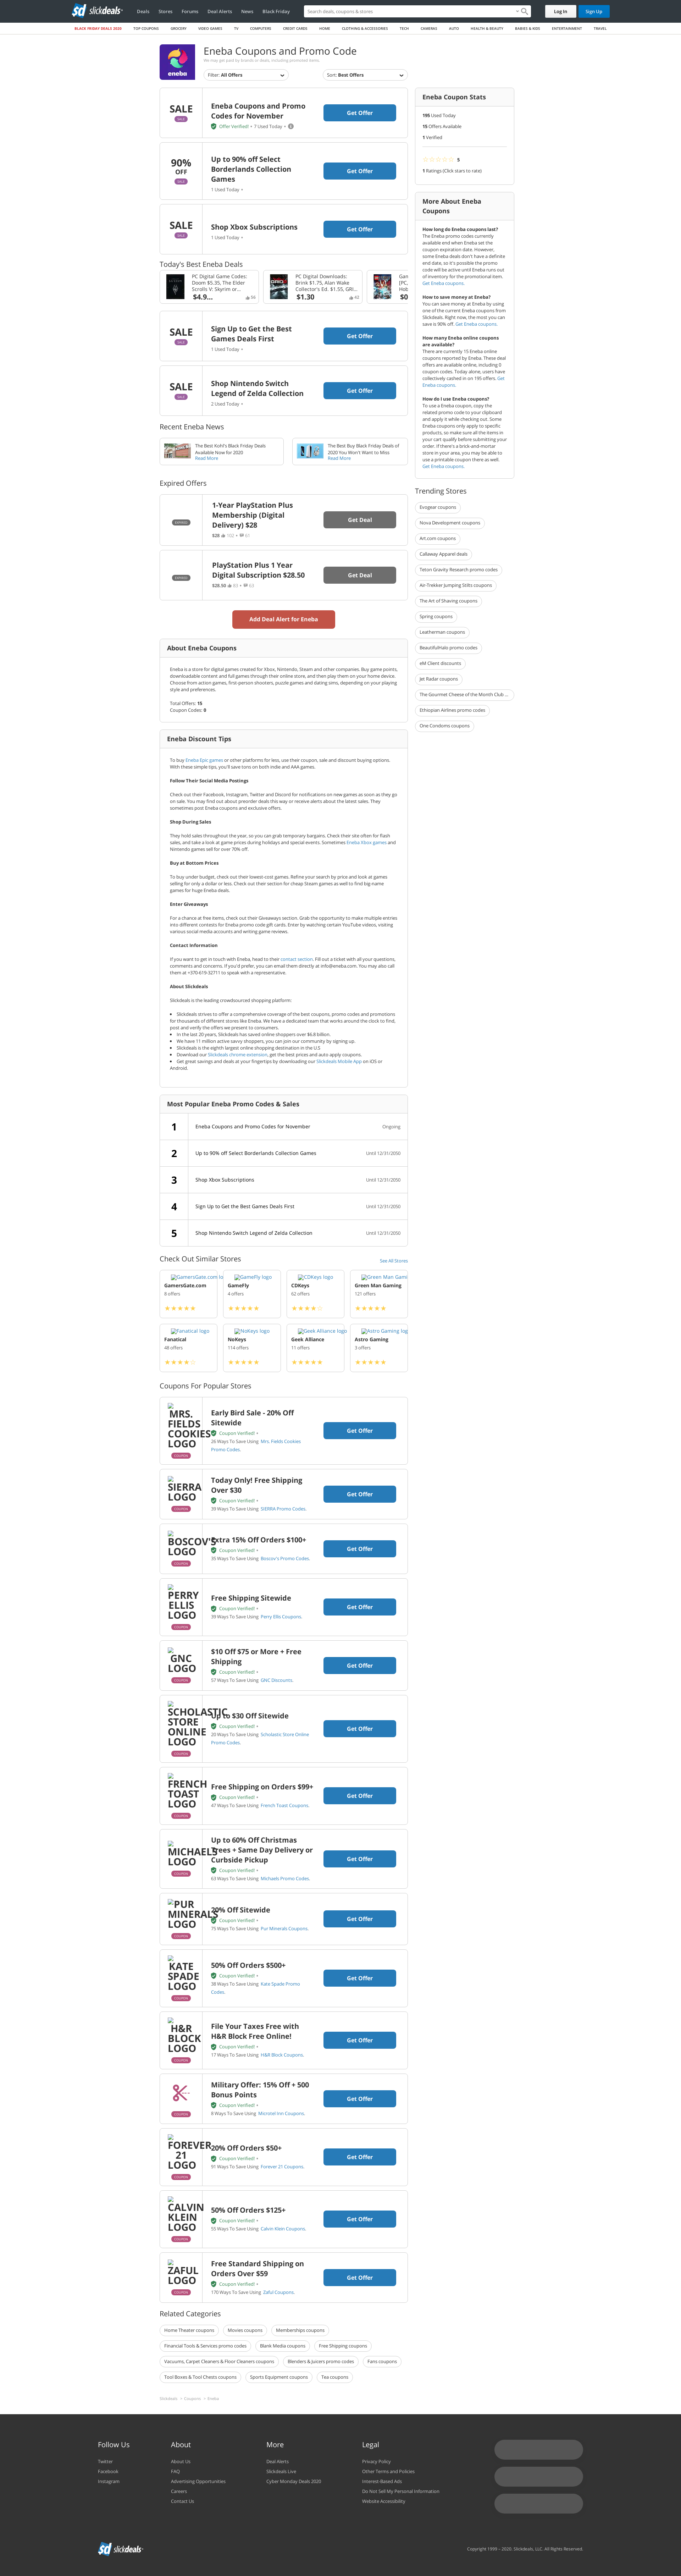 slickdeals
Deals
Stores
Forums
Deal Alerts
News
Black Friday
Search deals, coupons & stores
Log In
Sign Up
BLACK FRIDAY DEALS 2020
TOP COUPONS
GROCERY
VIDEO GAMES
TV
COMPUTERS
CREDIT CARDS
HOME
CLOTHING & ACCESSORIES
TECH
CAMERAS
AUTO
HEALTH & BEAUTY
BABIES & KIDS
ENTERTAINMENT
TRAVEL
eneba
Eneba Coupons and Promo Code
We may get paid by brands or deals, including promoted items.
Filter: All Offers
Sort: Best Offers
SALE
SALE
Eneba Coupons and Promo Codes for November
Offer Verified! • 7 Used Today •
Get Offer
90% OFF
SALE
Up to 90% off Select Borderlands Collection Games
1 Used Today •
Get Offer
SALE
SALE
Shop Xbox Subscriptions
1 Used Today •
Get Offer
Today's Best Eneba Deals
PC Digital Game Codes: Doom $5.35, The Elder Scrolls V: Skyrim or...
$4.9...
PC Digital Downloads: Brink $1.75, Alan Wake Collector's Ed. $1.55, GRI...
$1.30
42
$0
SALE
SALE
Sign Up to Get the Best Games Deals First
1 Used Today •
Get Offer
SALE
SALE
Shop Nintendo Switch Legend of Zelda Collection
2 Used Today •
Get Offer
Recent Eneba News
The Best Kohl's Black Friday Deals Available Now for 2020
Read More
The Best Buy Black Friday Deals of 2020 You Won't Want to Miss
Read More
Expired Offers
EXPIRED
1-Year PlayStation Plus Membership (Digital Delivery) $28
$28 102 • 61
Get Deal
EXPIRED
PlayStation Plus 1 Year Digital Subscription $28.50
$28.50 83 • 63
Get Deal
Add Deal Alert for Eneba
About Eneba Coupons
Eneba is a store for digital games created for Xbox, Nintendo, Steam and other companies. Buy game points, downloadable content and full games through their online store, and then play them on your home device. Choose from action games, first-person shooters, puzzle games and dating sims, depending on your playing style and preferences.
Total Offers: 15
Coupon Codes: 0
Eneba Discount Tips
To buy Eneba Epic games or other platforms for less, use their coupon, sale and discount buying options. With these simple tips, you'll save tons on both indie and AAA games.
Follow Their Social Media Postings
Check out their Facebook, Instagram, Twitter and Discord for notifications on new games as soon as they go on sale. You may find out about preorder deals this way or receive alerts about the latest sales. They sometimes post Eneba coupons and exclusive offers.
Shop During Sales
They hold sales throughout the year, so you can grab temporary bargains. Check their site often for flash sales, and take a look at game prices during holidays and special events. Sometimes Eneba Xbox games and Nintendo games sell for over 70% off.
Buy at Bottom Prices
To buy under budget, check out their lowest-cost games. Refine your search by price and look at games selling for only a dollar or less. Check out their section for cheap Steam games as well to find big-name games for huge Eneba deals.
Enter Giveaways
For a chance at free items, check out their Giveaways section. Grab the opportunity to make multiple entries into different contests for Eneba promo code gift cards. Enter by watching certain YouTube videos, visiting various social media accounts and writing game reviews.
Contact Information
If you want to get in touch with Eneba, head to their contact section. Fill out a ticket with all your questions, comments and concerns. If you'd prefer, you can email them directly at info@eneba.com. You may also call them at +370-619-32711 to speak with a representative.
About Slickdeals
Slickdeals is the leading crowdsourced shopping platform:
• Slickdeals strives to offer a comprehensive coverage of the best coupons, promo codes and promotions for of thousands of different stores like Eneba. We have a dedicated team that works around the clock to find, post and verify the offers we present to consumers.
• In the last 20 years, Slickdeals has saved online shoppers over $6.8 billion.
• We have 11 million active savvy shoppers, you can join our community by signing up.
• Slickdeals is the eighth largest online shopping destination in the U.S
• Download our Slickdeals chrome extension, get the best prices and auto-apply coupons.
• Get great savings and deals at your fingertips by downloading our Slickdeals Mobile App on iOS or Android.
Most Popular Eneba Promo Codes & Sales
1 Eneba Coupons and Promo Codes for November Ongoing
2 Up to 90% off Select Borderlands Collection Games Until 12/31/2050
3 Shop Xbox Subscriptions Until 12/31/2050
4 Sign Up to Get the Best Games Deals First Until 12/31/2050
5 Shop Nintendo Switch Legend of Zelda Collection Until 12/31/2050
Check Out Similar Stores
See All Stores
GamersGate.com lo
GamersGate.com
8 offers
GameFly logo
GameFly
4 offers
CDKeys logo
CDKeys
62 offers
Green Man Gami
Green Man Gaming
121 offers
Fanatical logo
Fanatical
48 offers
NoKeys logo
NoKeys
114 offers
Geek Alliance logo
Geek Alliance
11 offers
Astro Gaming log
Astro Gaming
3 offers
Coupons For Popular Stores
MRS. FIELDS COOKIES LOGO
COUPON
Early Bird Sale - 20% Off Sitewide
Coupon Verified! •
26 Ways To Save Using Mrs. Fields Cookies Promo Codes.
Get Offer
SIERRA LOGO
COUPON
Today Only! Free Shipping Over $30
Coupon Verified! •
39 Ways To Save Using SIERRA Promo Codes.
Get Offer
BOSCOV'S LOGO
COUPON
Extra 15% Off Orders $100+
Coupon Verified! •
35 Ways To Save Using Boscov's Promo Codes.
Get Offer
PERRY ELLIS LOGO
COUPON
Free Shipping Sitewide
Coupon Verified! •
39 Ways To Save Using Perry Ellis Coupons.
Get Offer
GNC LOGO
COUPON
$10 Off $75 or More + Free Shipping
Coupon Verified! •
57 Ways To Save Using GNC Discounts.
Get Offer
SCHOLASTIC STORE ONLINE LOGO
COUPON
Up to $30 Off Sitewide
Coupon Verified! •
20 Ways To Save Using Scholastic Store Online Promo Codes.
Get Offer
FRENCH TOAST LOGO
COUPON
Free Shipping on Orders $99+
Coupon Verified! •
47 Ways To Save Using French Toast Coupons.
Get Offer
MICHAELS LOGO
COUPON
Up to 60% Off Christmas Trees + Same Day Delivery or Curbside Pickup
Coupon Verified! •
63 Ways To Save Using Michaels Promo Codes.
Get Offer
PUR MINERALS LOGO
COUPON
20% Off Sitewide
Coupon Verified! •
75 Ways To Save Using Pur Minerals Coupons.
Get Offer
KATE SPADE LOGO
COUPON
50% Off Orders $500+
Coupon Verified! •
38 Ways To Save Using Kate Spade Promo Codes.
Get Offer
H&R BLOCK LOGO
COUPON
File Your Taxes Free with H&R Block Free Online!
Coupon Verified! •
17 Ways To Save Using H&R Block Coupons.
Get Offer
COUPON
Military Offer: 15% Off + 500 Bonus Points
Coupon Verified! •
8 Ways To Save Using Microtel Inn Coupons.
Get Offer
FOREVER 21 LOGO
COUPON
20% Off Orders $50+
Coupon Verified! •
91 Ways To Save Using Forever 21 Coupons.
Get Offer
CALVIN KLEIN LOGO
COUPON
50% Off Orders $125+
Coupon Verified! •
55 Ways To Save Using Calvin Klein Coupons.
Get Offer
ZAFUL LOGO
COUPON
Free Standard Shipping on Orders Over $59
Coupon Verified! •
170 Ways To Save Using Zaful Coupons.
Get Offer
Related Categories
Home Theater coupons
Movies coupons
Memberships coupons
Financial Tools & Services promo codes
Blank Media coupons
Free Shipping coupons
Vacuums, Carpet Cleaners & Floor Cleaners coupons
Blenders & Juicers promo codes
Fans coupons
Tool Boxes & Tool Chests coupons
Sports Equipment coupons
Tea coupons
Slickdeals > Coupons > Eneba
Eneba Coupon Stats
195 Used Today
15 Offers Available
1 Verified
5
1 Ratings (Click stars to rate)
More About Eneba Coupons
How long do Eneba coupons last?
The Eneba promo codes currently available end when Eneba set the coupon expiration date. However, some Eneba deals don't have a definite end date, so it's possible the promo code will be active until Eneba runs out of inventory for the promotional item. Get Eneba coupons.
How to save money at Eneba?
You can save money at Eneba by using one of the current coupons from Slickdeals. Right now, the most you can save is 90% off. Get Eneba coupons.
How many Eneba online coupons are available?
There are currently 15 Eneba online coupons reported by Eneba. These deal offers are available online, including 0 coupon codes. Today alone, users have collectively cashed in on 195 offers. Get Eneba coupons.
How do I use Eneba coupons?
To use a Eneba coupon, copy the related promo code to your clipboard and apply it while checking out. Some Eneba coupons only apply to specific products, so make sure all the items in your cart qualify before submitting your order. If there's a brick-and-mortar store in your area, you may be able to use a printable coupon there as well. Get Eneba coupons.
Trending Stores
Evogear coupons
Nova Development coupons
Art.com coupons
Callaway Apparel deals
Teton Gravity Research promo codes
Air-Trekker Jumping Stilts coupons
The Art of Shaving coupons
Spring coupons
Leatherman coupons
BeautifulHalo promo codes
eM Client discounts
Jet Radar coupons
The Gourmet Cheese of the Month Club ...
Ethiopian Airlines promo codes
One Condoms coupons
Follow Us
Twitter
Facebook
Instagram
About
About Us
FAQ
Advertising Opportunities
Careers
Contact Us
More
Deal Alerts
Slickdeals Live
Cyber Monday Deals 2020
Legal
Privacy Policy
Other Terms and Policies
Interest-Based Ads
Do Not Sell My Personal Information
Website Accessibility
slickdeals
Copyright 1999 - 2020. Slickdeals, LLC. All Rights Reserved.